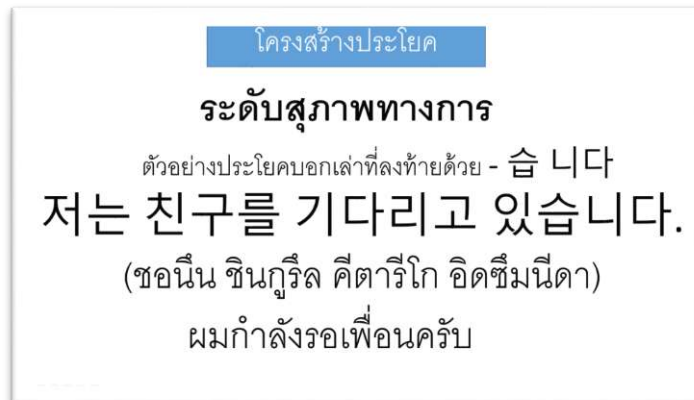 โครงสร้างประโยค
ระดับสุภาพทางการ
ตัวอย่างประโยคบอกเล่าที่ลงท้ายด้วย - 습 니다
저는 친구를 기다리고 있습니다.
(ชอนึน ชินกูรึล คีตารีโก อิดซึมนีดา)
ผมกำลังรอเพื่อนครับ